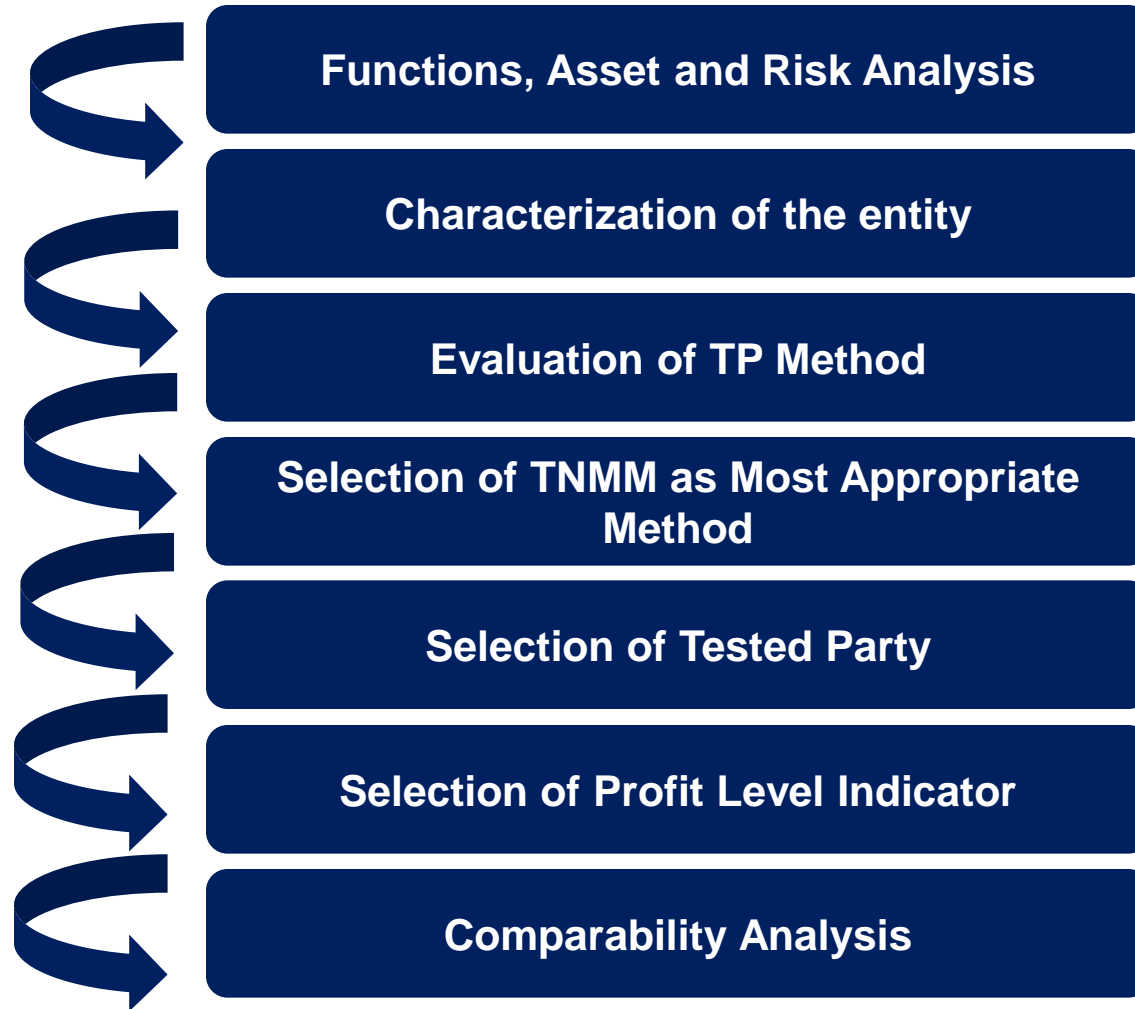 Functions, Asset and Risk Analysis
Characterization of the entity
Evaluation of TP Method
Selection of TNMM as Most Appropriate
Method
Selection of Tested Party
Selection of Profit Level Indicator
Comparability Analysis